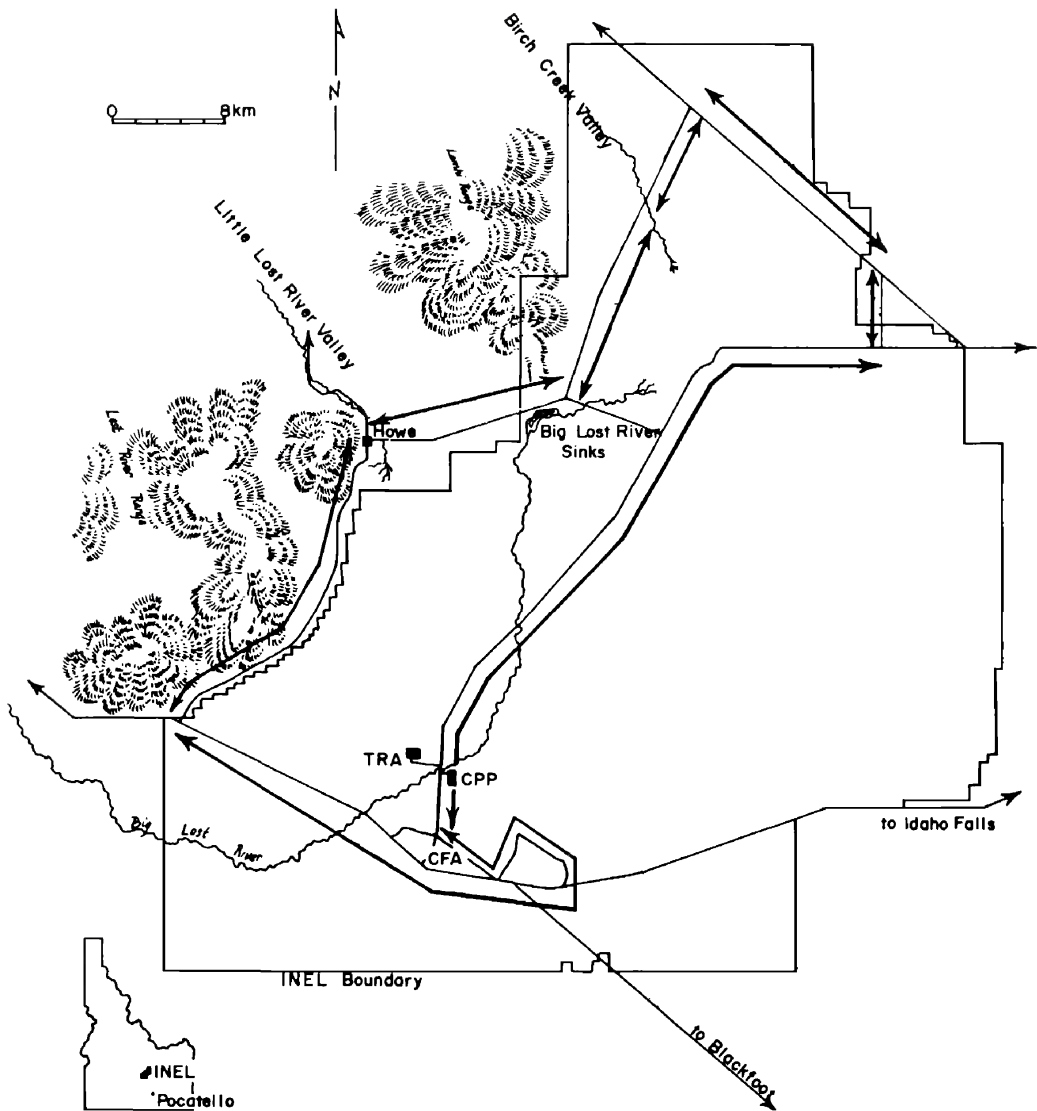 Birch Creek Valley
N
0 8km
Lemhi Range
Little Lost River Valley
Howe
Big Lost River
Sinks
Lost River Range
TRA
CPP
Big Lost River
CFA
to Idaho Falls
INEL Boundary
to Blackfoot
INEL
Pocatello